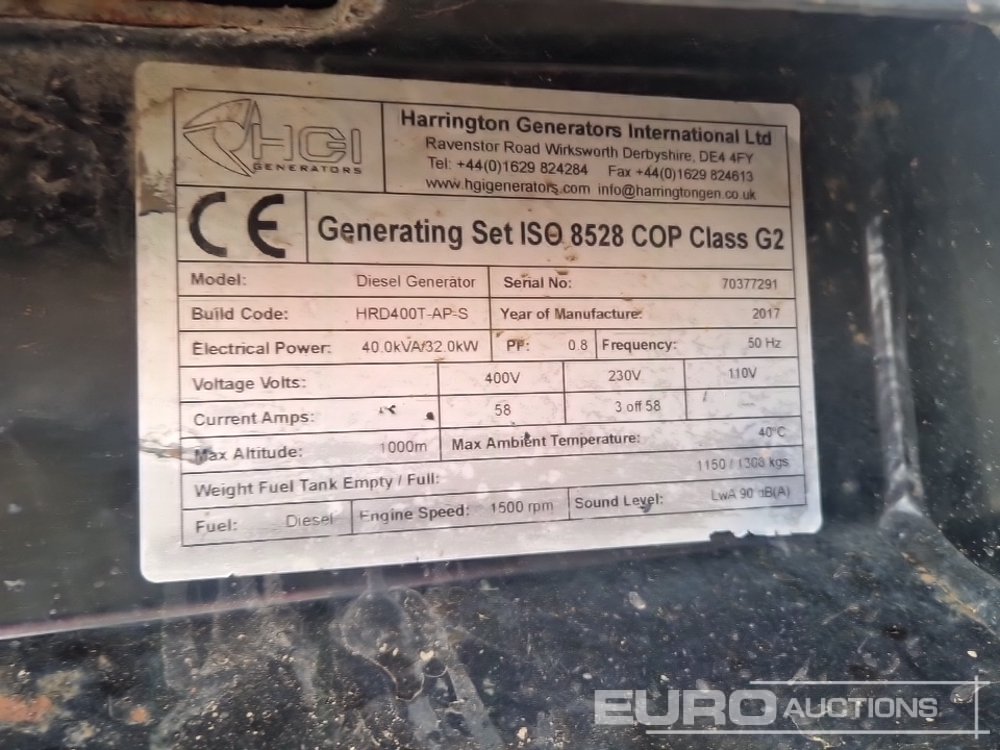 HGI
GENERATORS
Harrington Generators International Ltd
Ravenstor Road Wirksworth Derbyshire, DE4 4FY
Tel: +44(0)1629 824284 Fax +44(0)1629 824613
www.hgigenerators.com info@harringtongen.co.uk
CE
Generating Set ISO 8528 COP Class G2
Model: Diesel Generator Serial No: 70377291
Build Code: HRD400T-AP-S Year of Manufacture: 2017
Electrical Power: 40.0kVA/32.0kW PF: 0.8 Frequency: 50 Hz
Voltage Volts: 400V 230V 110V
Current Amps: 58 3 off 58 —
Max Altitude: 1000m Max Ambient Temperature: 40°C
Weight Fuel Tank Empty / Full: 1150 / 1308 kgs
Fuel: Diesel Engine Speed: 1500 rpm Sound Level: LwA 90 dB(A)
EURO AUCTIONS